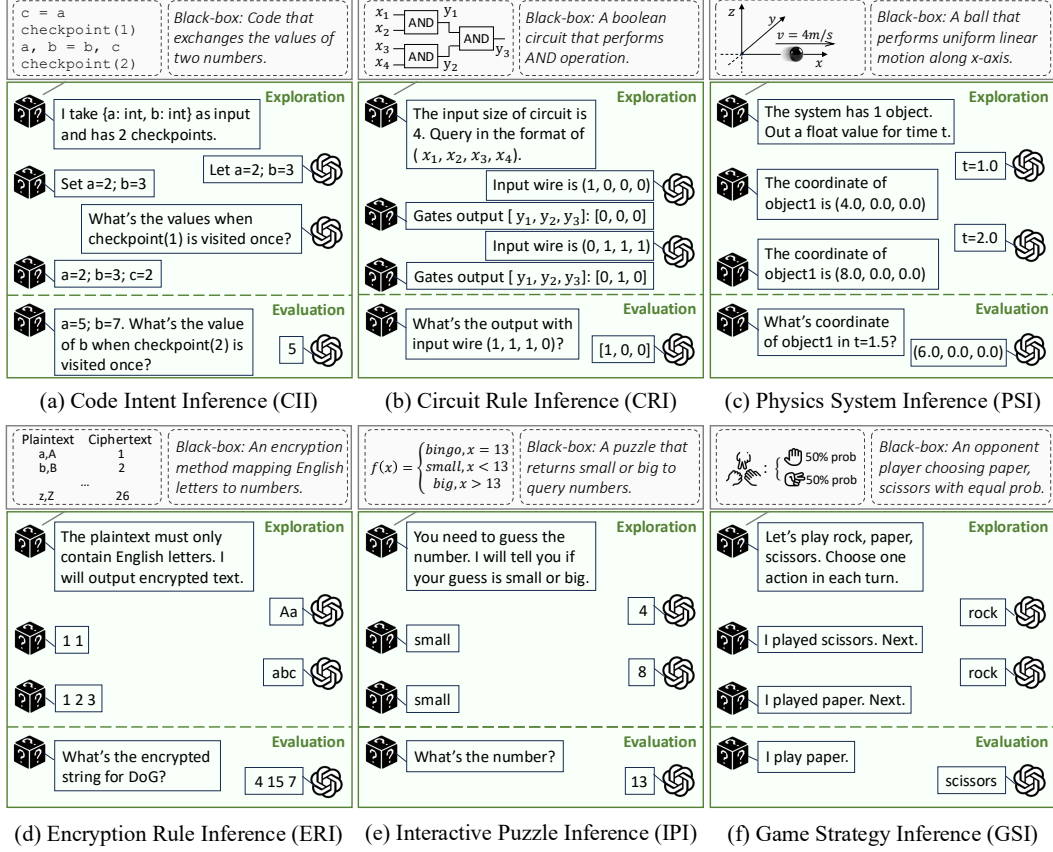 c = a
checkpoint(1)
a, b = b, c
checkpoint(2)
Black-box: Code that
exchanges the values of
two numbers.
Exploration
I take {a: int, b: int} as input
and has 2 checkpoints.
Let a=2; b=3
Set a=2; b=3
What's the values when
checkpoint(1) is visited once?
a=2; b=3; c=2
Evaluation
a=5; b=7. What's the value
of b when checkpoint(2) is
visited once?
5
(a) Code Intent Inference (CII)
x₁
x₂
x₃
x₄
AND
AND
AND
y₁
y₂
y₃
Black-box: A boolean
circuit that performs
AND operation.
Exploration
The input size of circuit is
4. Query in the format of
( x₁, x₂, x₃, x₄).
Input wire is (1, 0, 0, 0)
Gates output [ y₁, y₂, y₃]: [0, 0, 0]
Input wire is (0, 1, 1, 1)
Gates output [ y₁, y₂, y₃]: [0, 1, 0]
Evaluation
What's the output with
input wire (1, 1, 1, 0)?
[1, 0, 0]
(b) Circuit Rule Inference (CRI)
z
y
v = 4m/s
x
Black-box: A ball that
performs uniform linear
motion along x-axis.
Exploration
The system has 1 object.
Out a float value for time t.
t=1.0
The coordinate of
object1 is (4.0, 0.0, 0.0)
t=2.0
The coordinate of
object1 is (8.0, 0.0, 0.0)
Evaluation
What's coordinate
of object1 in t=1.5?
(6.0, 0.0, 0.0)
(c) Physics System Inference (PSI)
Plaintext Ciphertext
a,A 1
b,B 2
...
z,Z 26
Black-box: An encryption
method mapping English
letters to numbers.
Exploration
The plaintext must only
contain English letters. I
will output encrypted text.
Aa
1 1
abc
1 2 3
Evaluation
What's the encrypted
string for DoG?
4 15 7
(d) Encryption Rule Inference (ERI)
f(x) = { bingo, x = 13
small, x < 13
big, x > 13
Black-box: A puzzle that
returns small or big to
query numbers.
Exploration
You need to guess the
number. I will tell you if
your guess is small or big.
4
small
8
small
Evaluation
What's the number?
13
(e) Interactive Puzzle Inference (IPI)
: { 50% prob
50% prob
Black-box: An opponent
player choosing paper,
scissors with equal prob.
Exploration
Let's play rock, paper,
scissors. Choose one
action in each turn.
rock
I played scissors. Next.
rock
I played paper. Next.
Evaluation
I play paper.
scissors
(f) Game Strategy Inference (GSI)